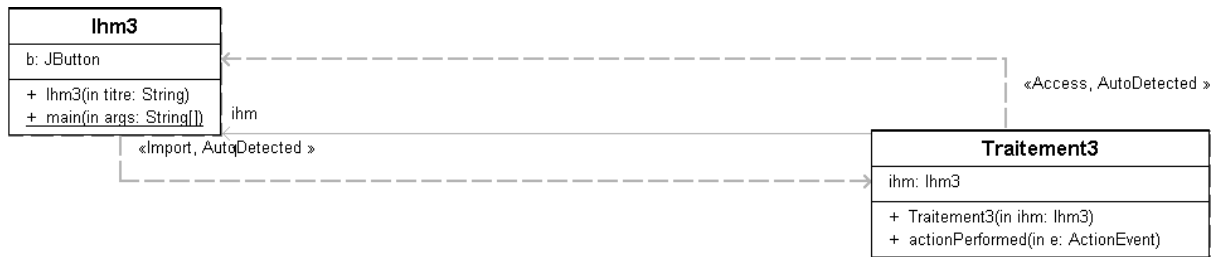 Ihm3
b: JButton
+ Ihm3(in titre: String)
+ main(in args: String[])
ihm
«Import, AutoDetected »
«Access, AutoDetected »
Traitement3
ihm: Ihm3
+ Traitement3(in ihm: Ihm3)
+ actionPerformed(in e: ActionEvent)